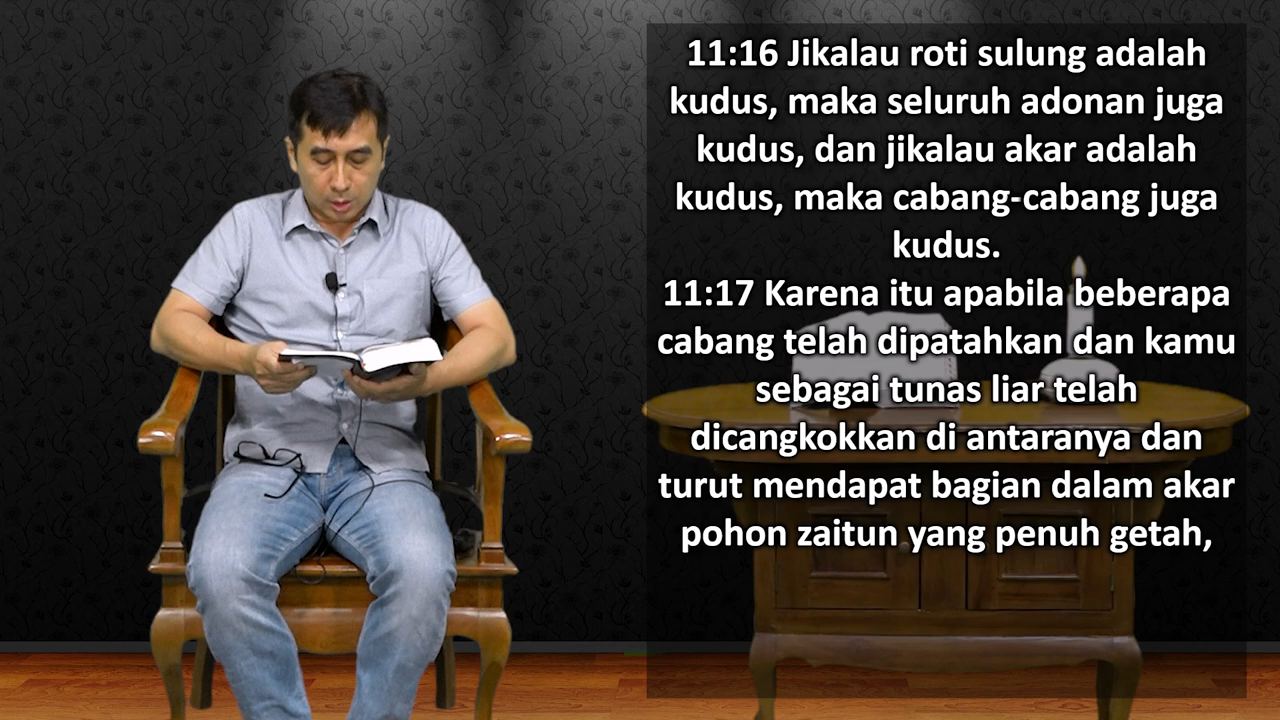 11:16 Jikalau roti sulung adalah
kudus, maka seluruh adonan juga
kudus, dan jikalau akar adalah
kudus, maka cabang-cabang juga
kudus.
11:17 Karena itu apabila beberapa
cabang telah dipatahkan dan kamu
sebagai tunas liar telah
dicangkokkan di antaranya dan
turut mendapat bagian dalam akar
pohon zaitun yang penuh getah,